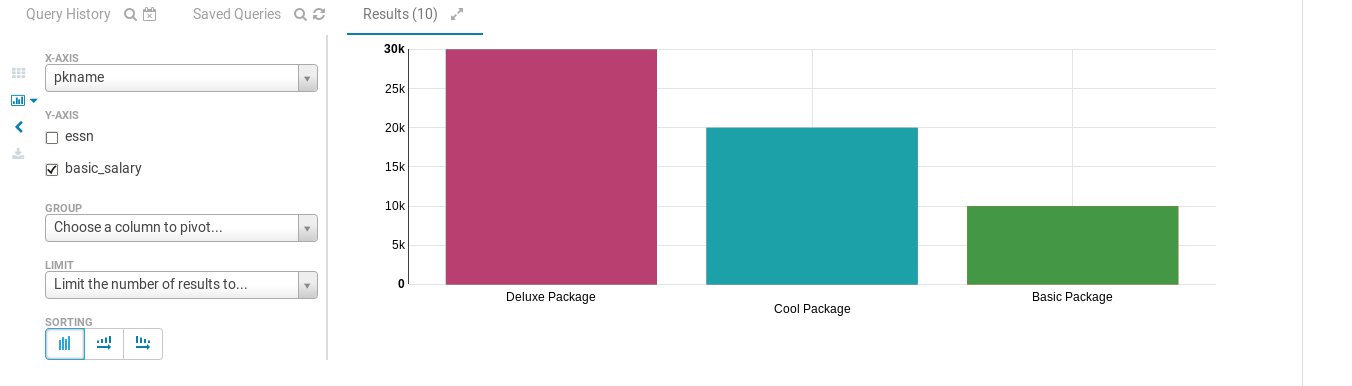 Query History
Saved Queries
Results (10)
X-AXIS
pkname
Y-AXIS
essn
basic_salary
GROUP
Choose a column to pivot...
LIMIT
Limit the number of results to...
SORTING
30k
25k
20k
15k
10k
5k
0
Deluxe Package
Cool Package
Basic Package